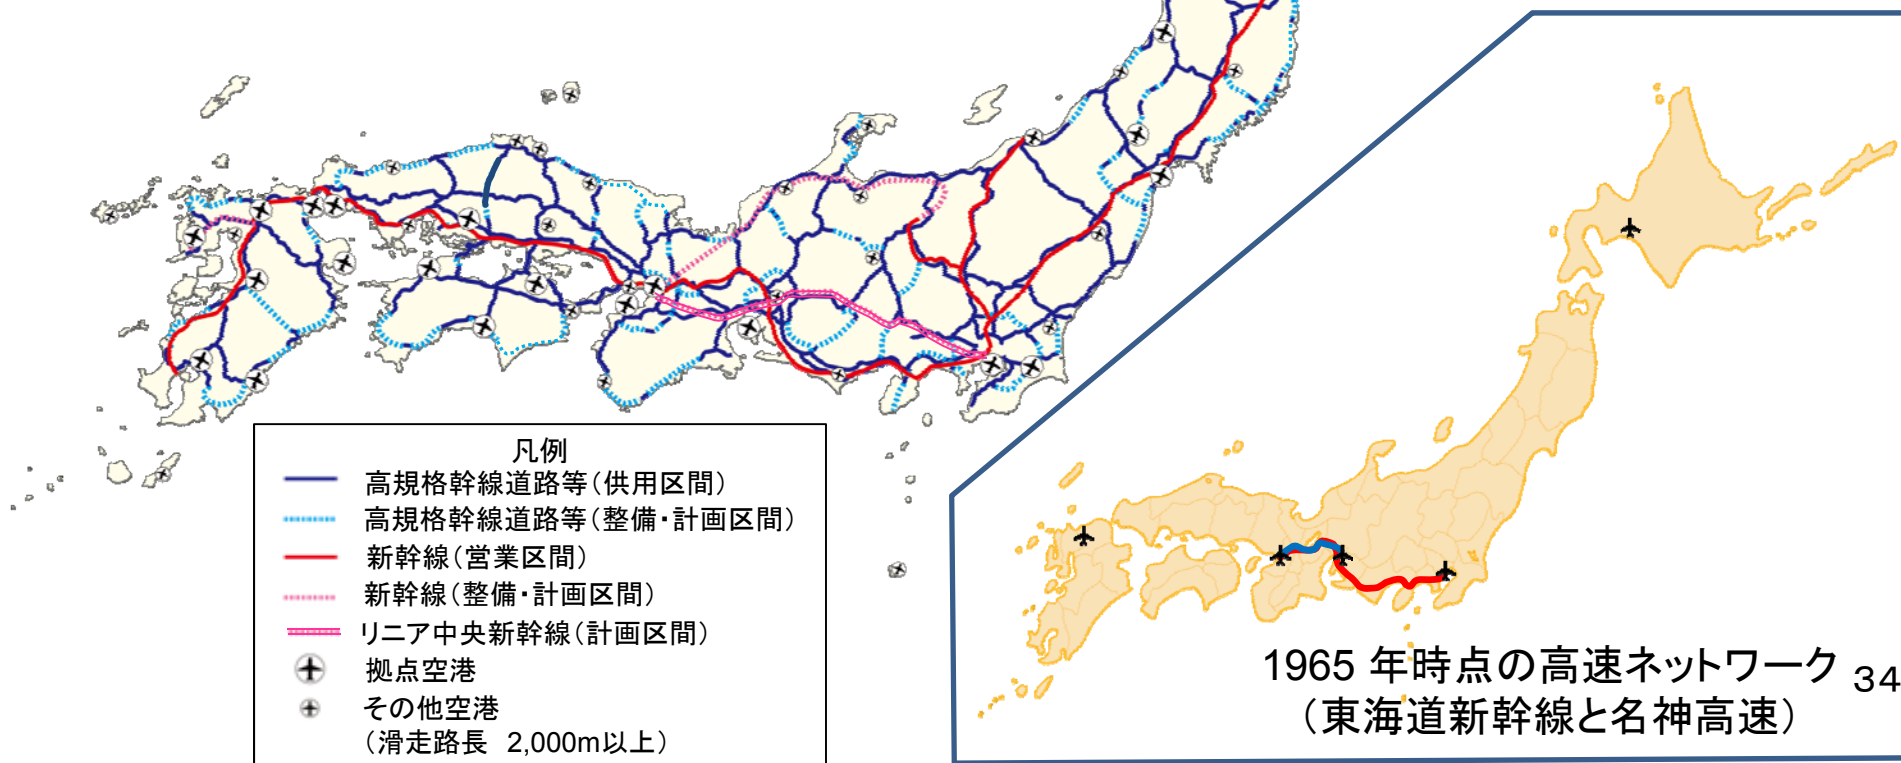 凡例
高規格幹線道路等(供用区間)
高規格幹線道路等(整備・計画区間)
新幹線(営業区間)
新幹線(整備・計画区間)
リニア中央新幹線(計画区間)
拠点空港
その他空港
(滑走路長 2,000m以上)
1965 年時点の高速ネットワーク
(東海道新幹線と名神高速)
34